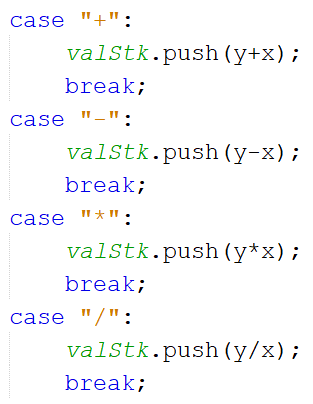 case "+":
    valStk.push(y+x);
    break;
case "-":
    valStk.push(y-x);
    break;
case "*":
    valStk.push(y*x);
    break;
case "/":
    valStk.push(y/x);
    break;